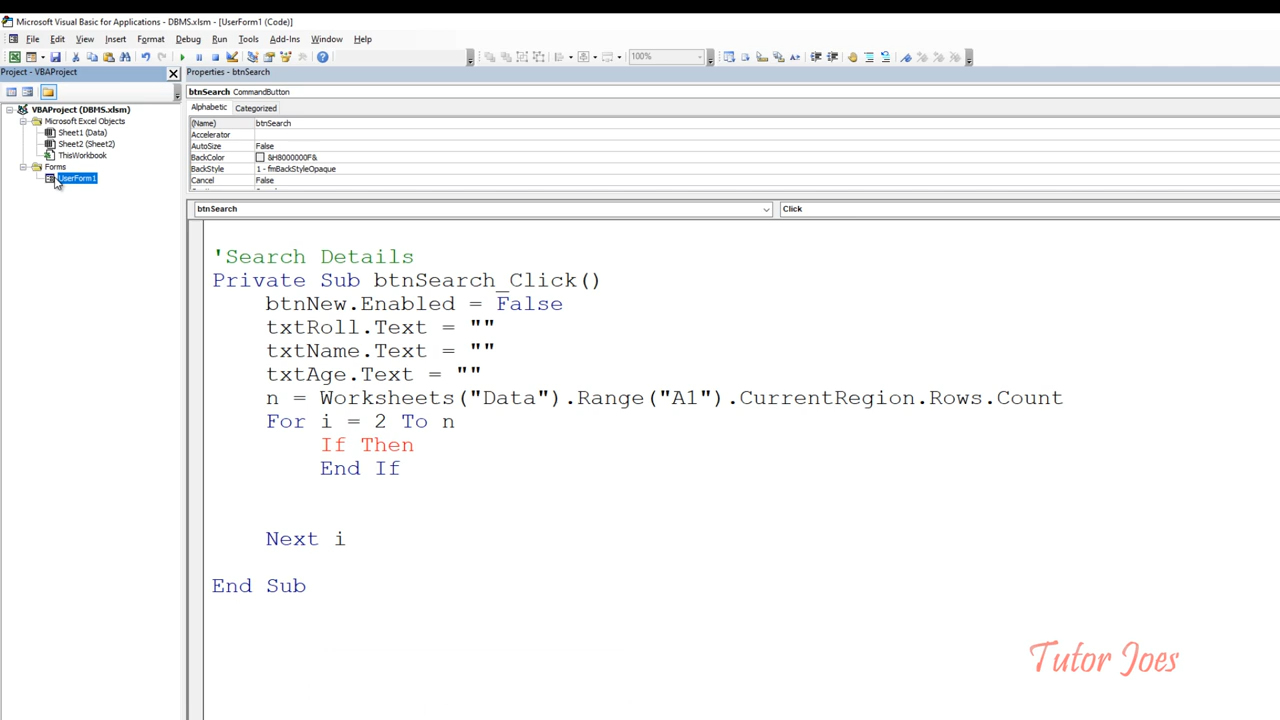 Microsoft Visual Basic for Applications - DBMS.xlsm - [UserForm1 (Code)]
File Edit View Insert Format Debug Run Tools Add-Ins Window Help
100%
Project - VBAProject
Properties - btnSearch
btnSearch CommandButton
Alphabetic Categorized
VBAProject (DBMS.xlsm)
Microsoft Excel Objects
Sheet1 (Data)
Sheet2 (Sheet2)
ThisWorkbook
Forms
UserForm1
(Name) btnSearch
Accelerator
AutoSize False
BackColor &H8000000F&
BackStyle 1 - fmBackStyleOpaque
Cancel False
btnSearch Click
'Search Details
Private Sub btnSearch_Click()
btnNew.Enabled = False
txtRoll.Text = ""
txtName.Text = ""
txtAge.Text = ""
n = Worksheets("Data").Range("A1").CurrentRegion.Rows.Count
For i = 2 To n
If Then
End If
Next i
End Sub
Tutor Joes